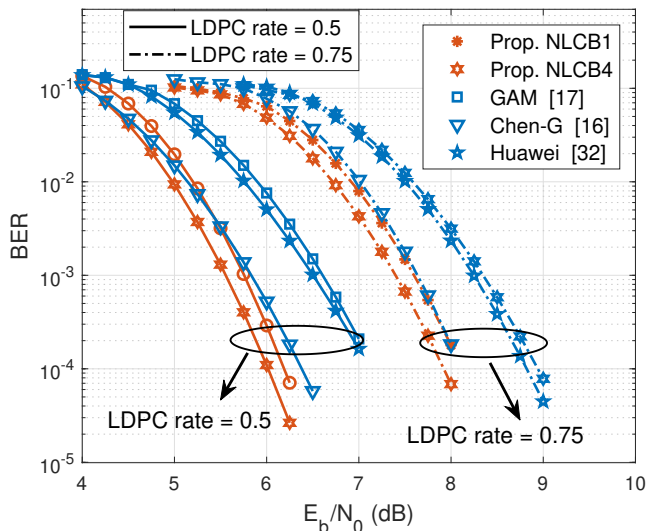 LDPC rate = 0.5
LDPC rate = 0.75
Prop. NLCB1
Prop. NLCB4
GAM [17]
Chen-G [16]
Huawei [32]
10^-1
10^-2
10^-3
10^-4
10^-5
BER
LDPC rate = 0.5
LDPC rate = 0.75
4 5 6 7 8 9 10
E_b/N_0 (dB)